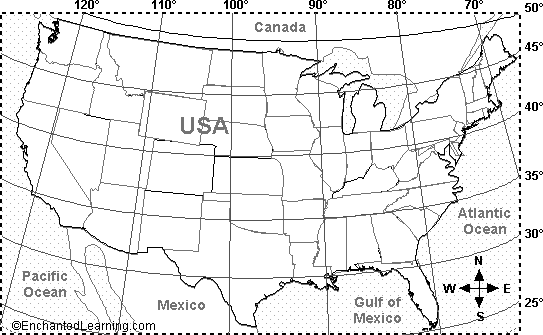 120° 110° 100° 90° 80° 70° 50°
Canada
45°
USA
40°
35°
Atlantic
Ocean
30°
N
W E
S
Pacific
Ocean
Mexico
Gulf of
Mexico
25°
©EnchantedLearning.com